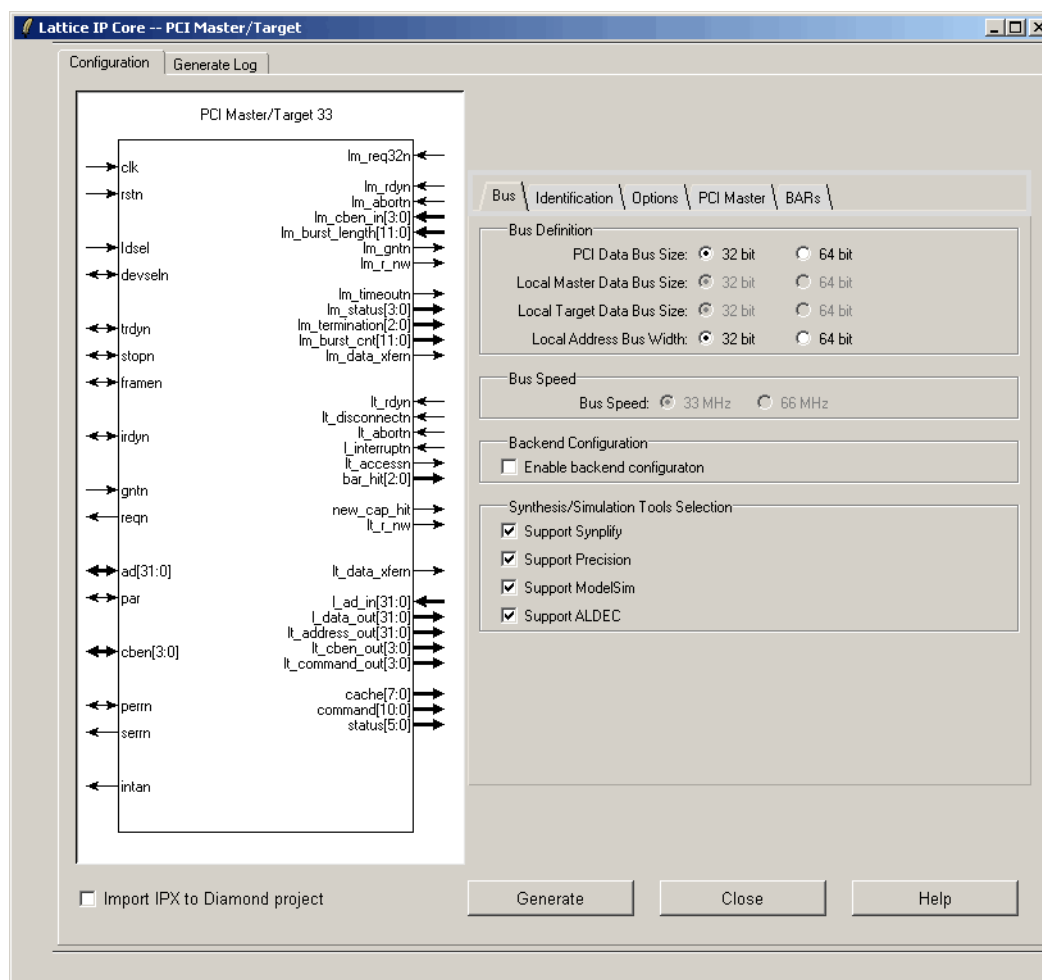 Lattice IP Core -- PCI Master/Target
Configuration
Generate Log
PCI Master/Target 33
clk
rstn
ldsel
devseln
trdyn
stopn
framen
irdyn
gntn
reqn
ad[31:0]
par
cben[3:0]
perrn
serrn
intan
lm_req32n
lm_rdyn
lm_abortn
lm_cben_in[3:0]
lm_burst_length[11:0]
lm_gntn
lm_r_nw
lm_timeoutn
lm_status[3:0]
lm_termination[2:0]
lm_burst_cnt[11:0]
lm_data_xfern
lt_rdyn
lt_disconnectn
lt_abortn
l_interruptn
lt_accessn
bar_hit[2:0]
new_cap_hit
lt_r_nw
lt_data_xfern
l_ad_in[31:0]
l_data_out[31:0]
lt_address_out[31:0]
lt_cben_out[3:0]
lt_command_out[3:0]
cache[7:0]
command[10:0]
status[5:0]
Bus Identification Options PCI Master BARs
Bus Definition
PCI Data Bus Size: 32 bit 64 bit
Local Master Data Bus Size: 32 bit 64 bit
Local Target Data Bus Size: 32 bit 64 bit
Local Address Bus Width: 32 bit 64 bit
Bus Speed
Bus Speed: 33 MHz 66 MHz
Backend Configuration
Enable backend configuraton
Synthesis/Simulation Tools Selection
Support Synplify
Support Precision
Support ModelSim
Support ALDEC
Import IPX to Diamond project
Generate
Close
Help